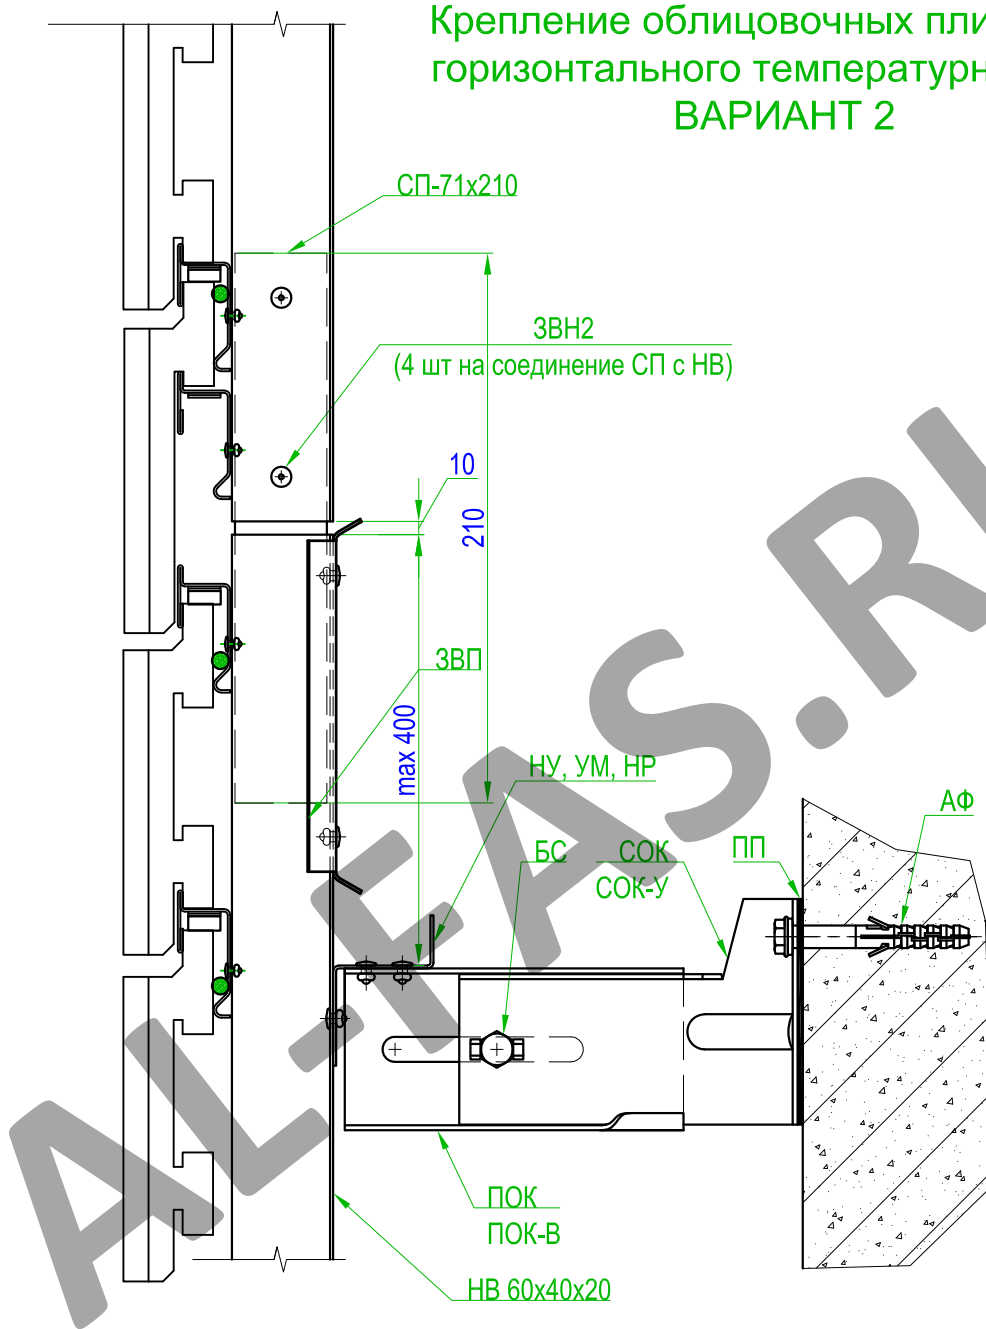 Крепление облицовочных пли
горизонтального температурн
ВАРИАНТ 2
СП-71х210
ЗВН2
(4 шт на соединение СП с НВ)
10
210
ЗВП
max 400
НУ, УМ, НР
АФ
БС
СОК
СОК-У
ПП
ПОК
ПОК-В
НВ 60х40х20
AL-FAS.RU